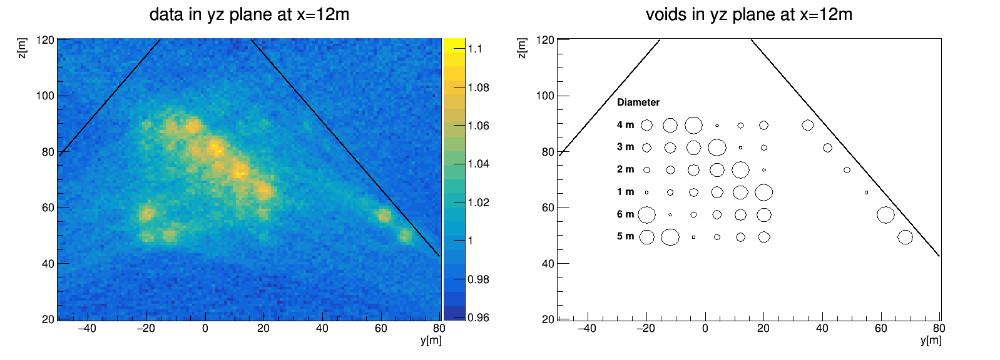 data in yz plane at x=12m
z[m]
120
100
80
60
40
20
−40 −20 0 20 40 60 80
y[m]
1.1
1.08
1.06
1.04
1.02
1
0.98
0.96
voids in yz plane at x=12m
z[m]
120
100
80
60
40
20
Diameter
4 m
3 m
2 m
1 m
6 m
5 m
−40 −20 0 20 40 60 80
y[m]